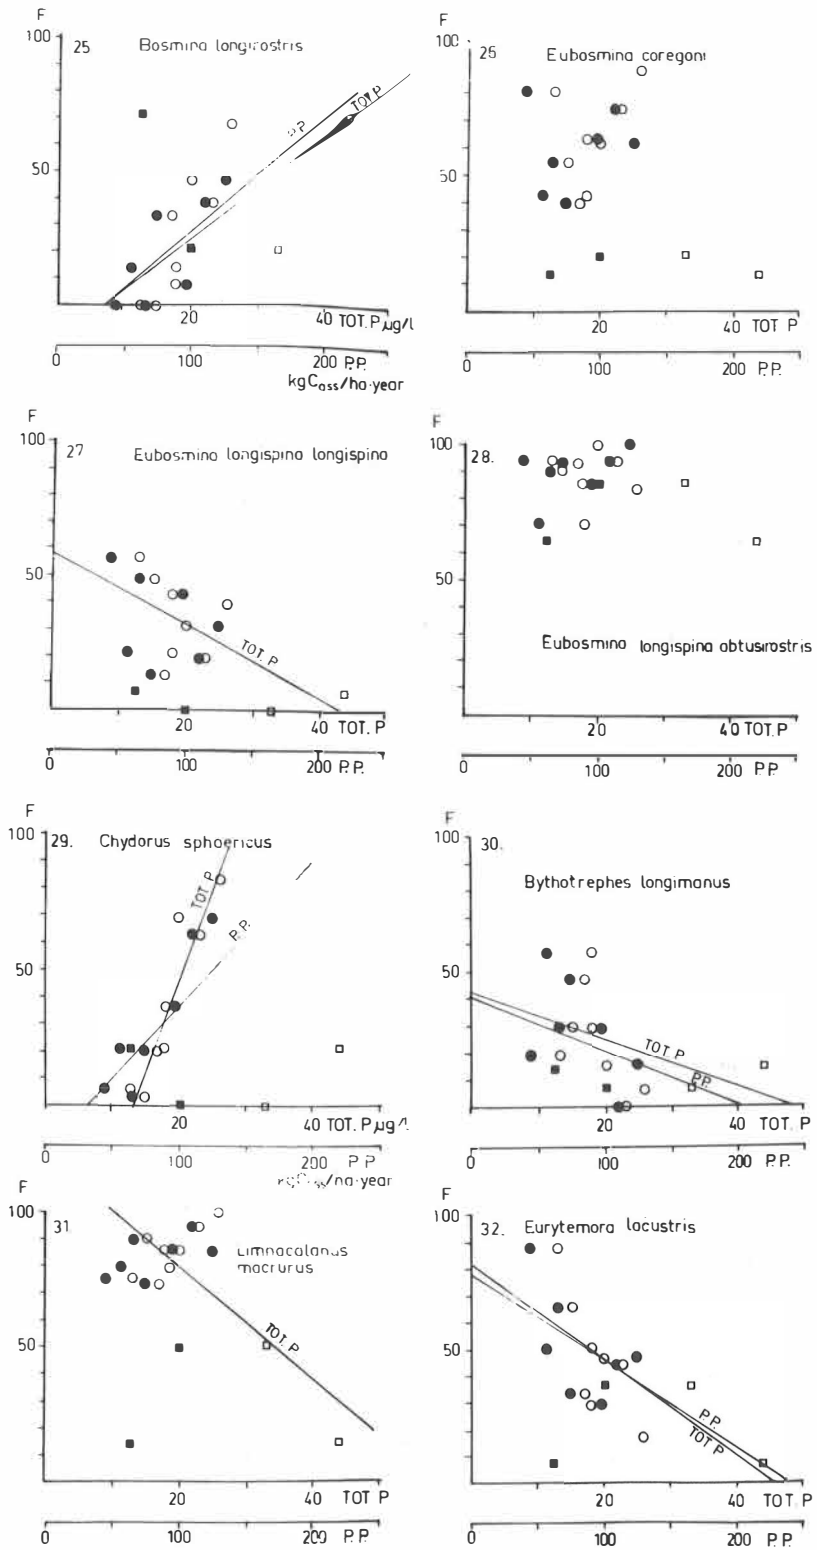 F
100
25
Bosmina longirostris
P.P.
TOT. P
50
20
40 TOT. P µg/l
0
100
200
P.P.
kgCass/ha·year
F
100
26
Eubosmina coregoni
50
20
40 TOT P
0
100
200 P.P.
F
100
27
Eubosmina longispina longispina
50
TOT. P
20
40 TOT. P
0
100
200 P.P.
F
100
28.
50
Eubosmina longispina obtusirostris
20
40 TOT. P
0
100
200 P.P.
F
100
29. Chydorus sphaericus
TOT. P
P.P.
50
20
40 TOT. P µg/l
0
100
200
P.P
kgCass/ha·year
F
100
30.
Bythotrephes longimanus
50
TOT. P
P.P.
20
40 TOT. P
0
100
200 P.P.
F
100
31
Limnocalanus
macrurus
TOT. P
50
20
40 TOT. P
0
100
200 P.P.
F
100
32. Eurytemora lacustris
50
P.P.
TOT P
20
40 TOT. P
0
100
200 P.P.